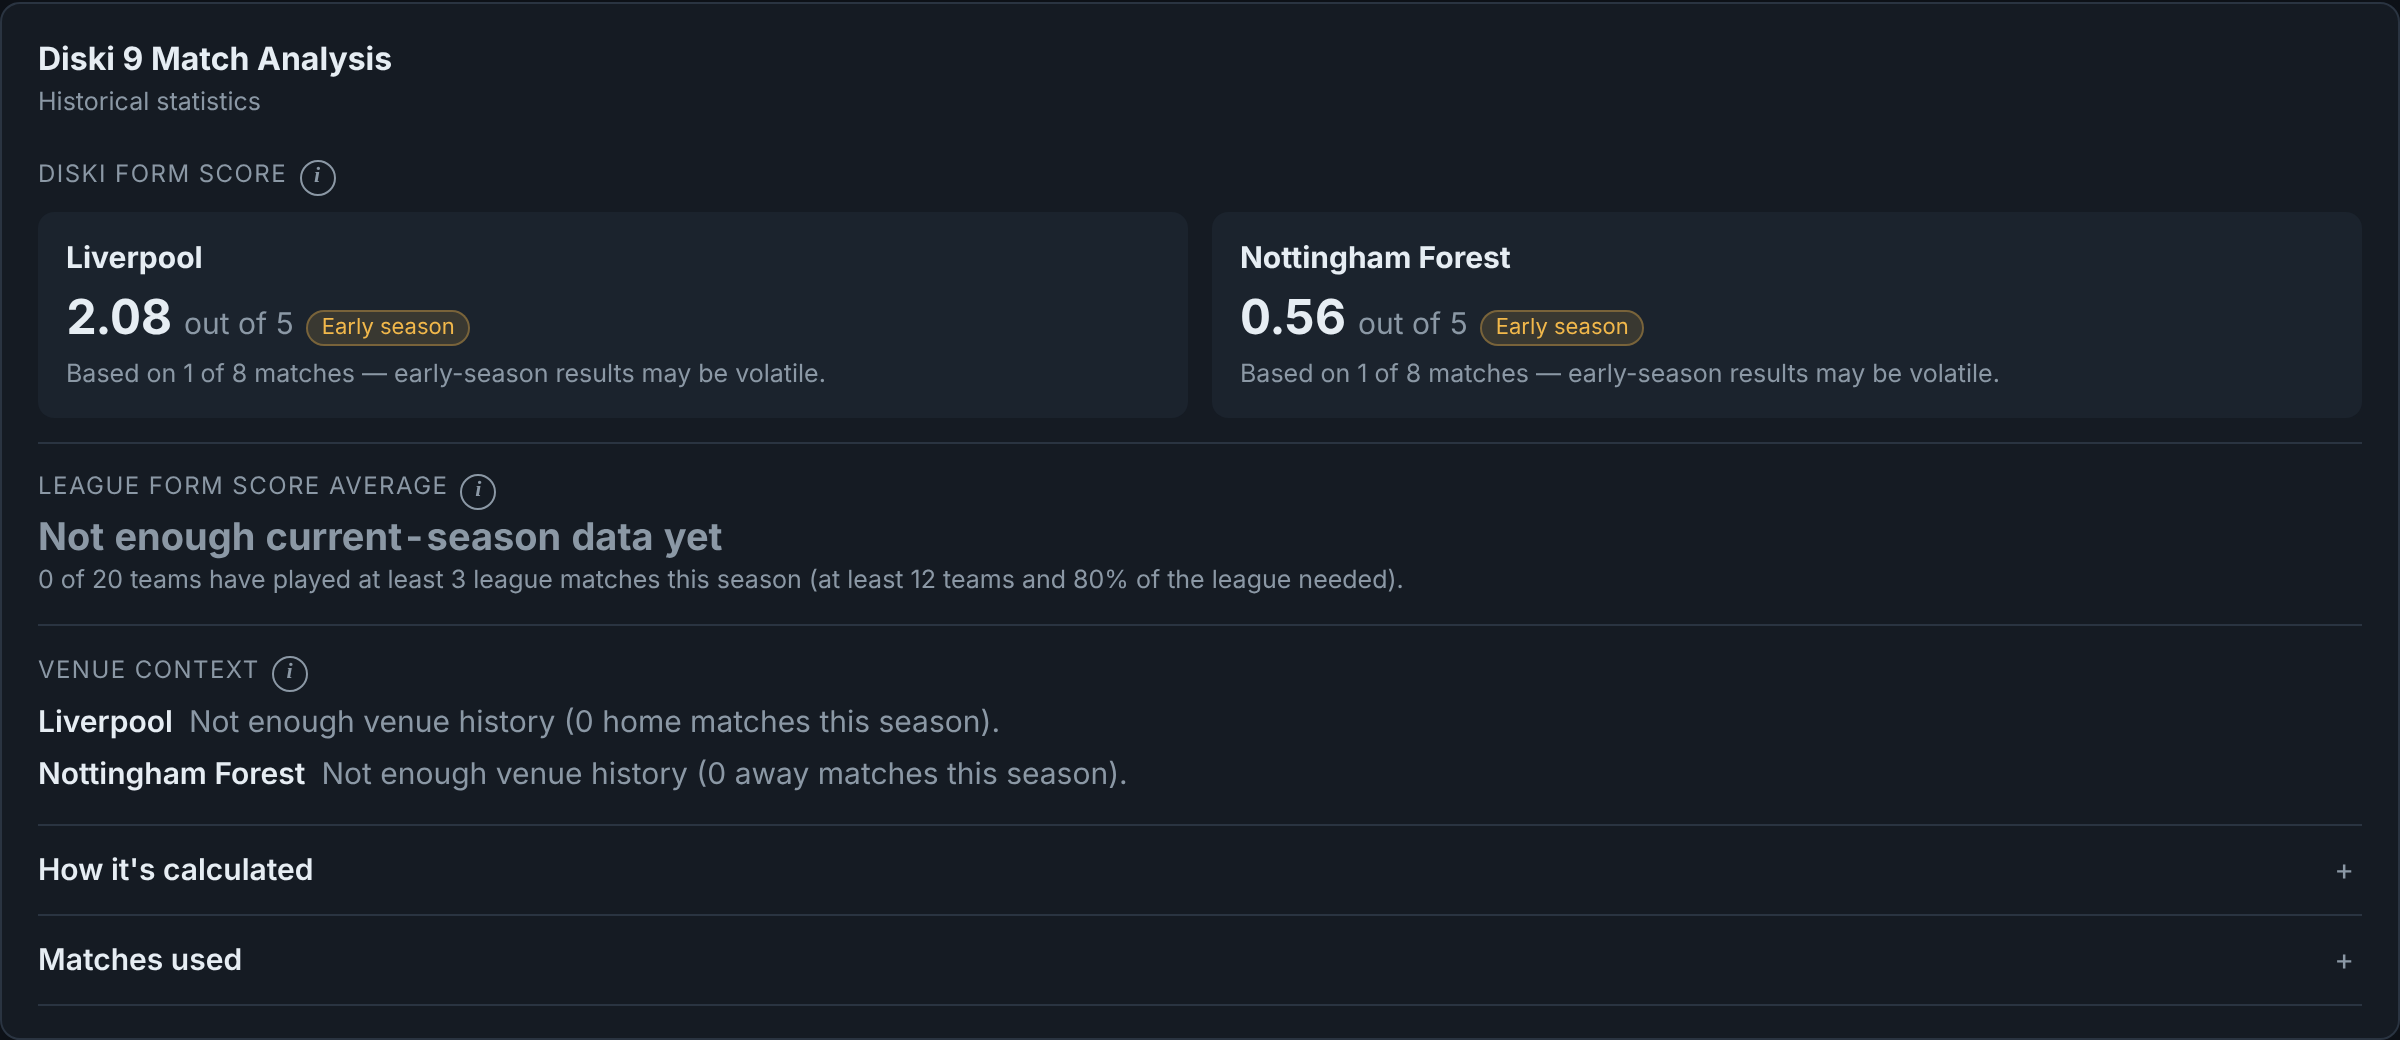 Diski 9 Match Analysis
Historical statistics
DISKI FORM SCORE i
Liverpool
2.08 out of 5 Early season
Based on 1 of 8 matches — early-season results may be volatile.
Nottingham Forest
0.56 out of 5 Early season
Based on 1 of 8 matches — early-season results may be volatile.
LEAGUE FORM SCORE AVERAGE i
Not enough current-season data yet
0 of 20 teams have played at least 3 league matches this season (at least 12 teams and 80% of the league needed).
VENUE CONTEXT i
Liverpool Not enough venue history (0 home matches this season).
Nottingham Forest Not enough venue history (0 away matches this season).
How it's calculated +
Matches used +